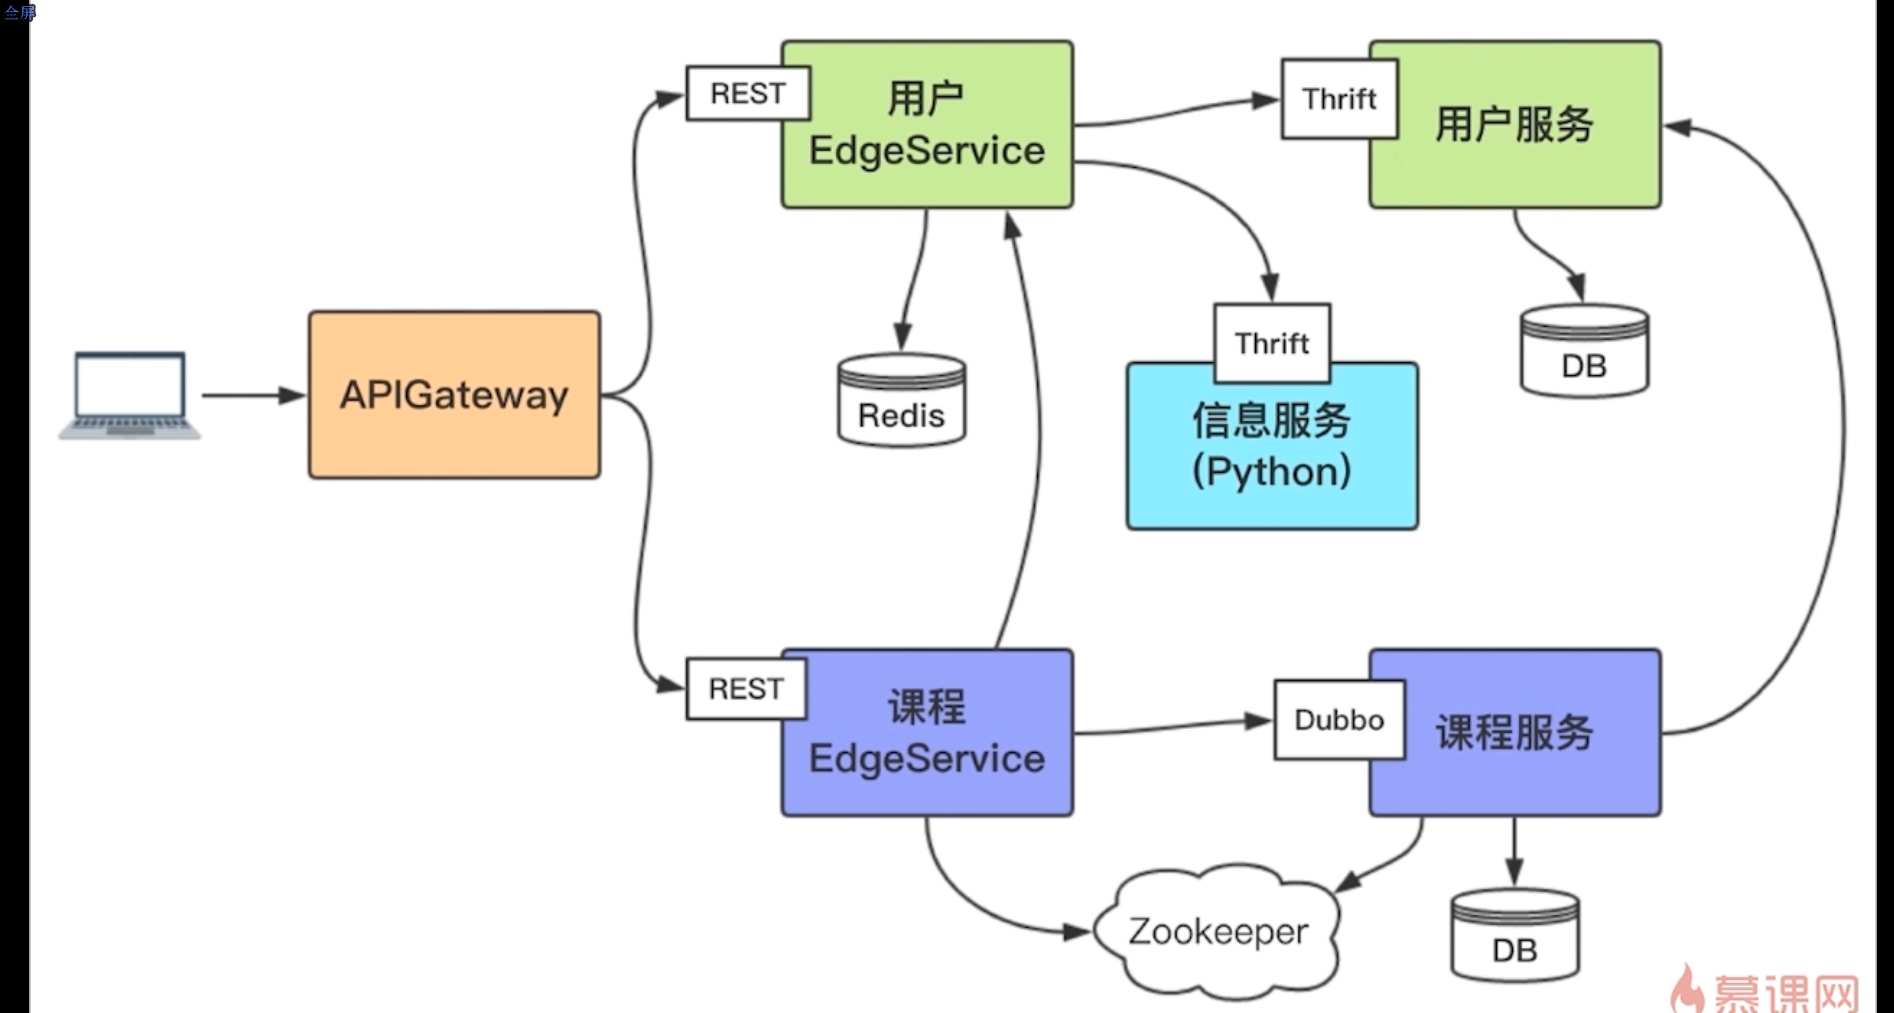 全屏
REST
用户
EdgeService
Thrift
用户服务
Thrift
信息服务
(Python)
DB
APIGateway
Redis
REST
课程
EdgeService
Dubbo
课程服务
Zookeeper
DB
慕课网